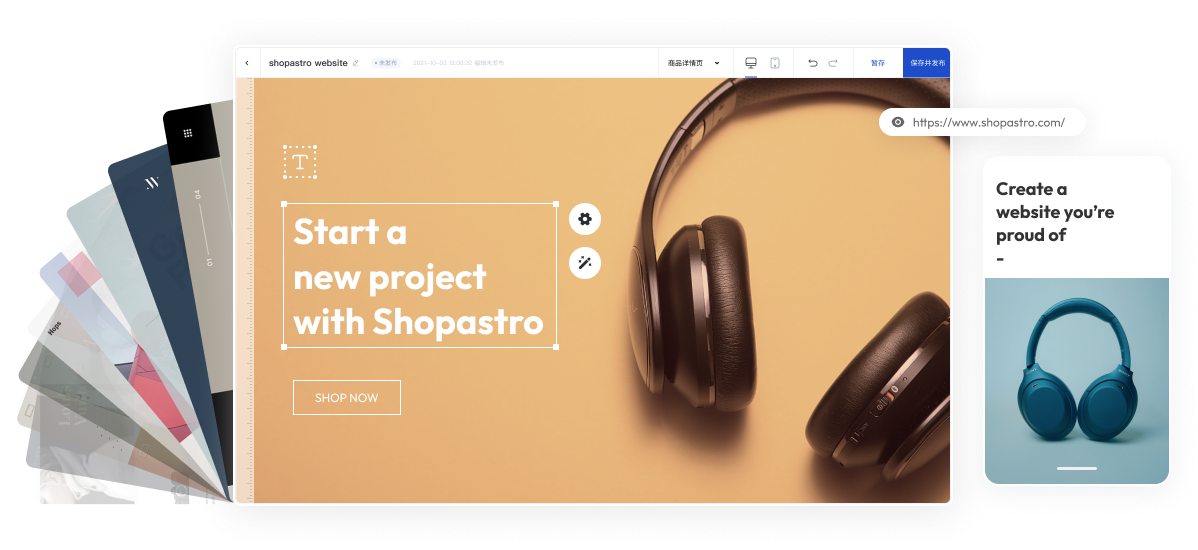 shopastro website
未发布
2021-10-03 12:00:32 编辑未发布
商品详情页
暂存
保存并发布
https://www.shopastro.com/
T
Start a
new project
with Shopastro
SHOP NOW
Create a
website you're
proud of
-
W
04
01
Hops